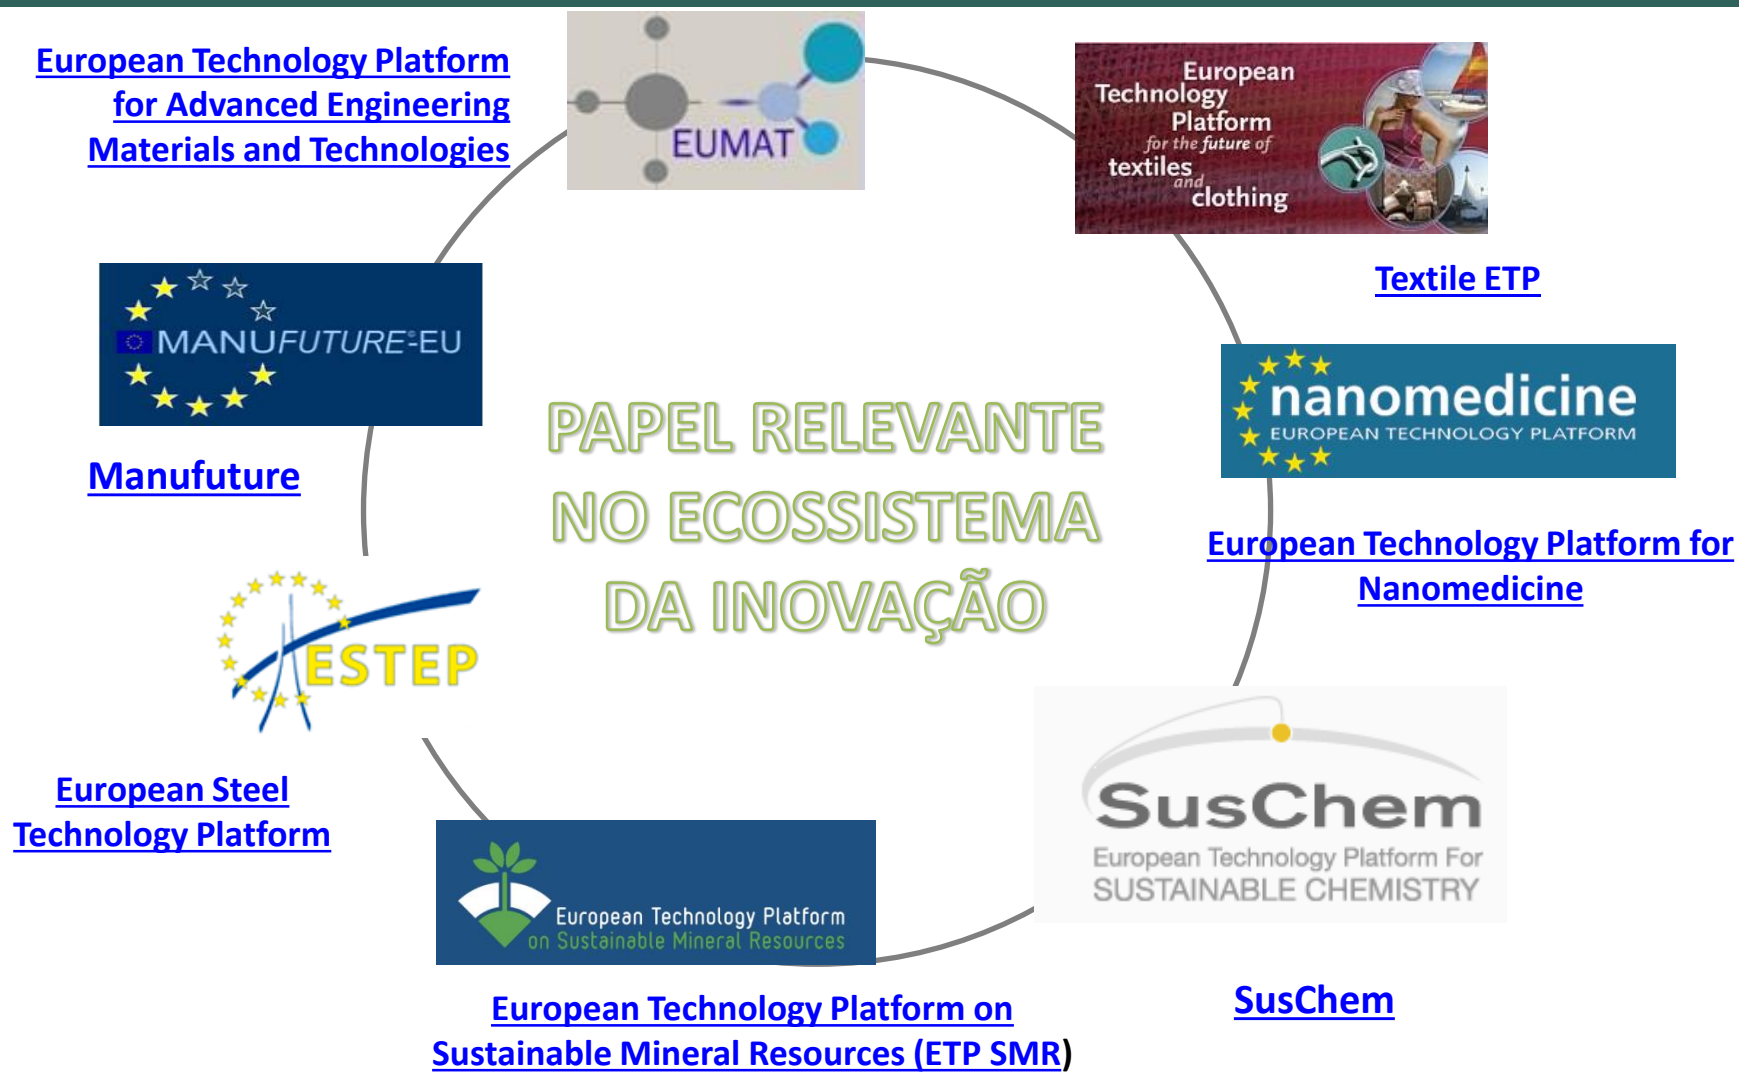 European Technology Platform
for Advanced Engineering
Materials and Technologies
EUMAT
European
Technology
Platform
for the future of
textiles
and
clothing
Textile ETP
MANUFUTURE-EU
Manufuture
nanomedicine
EUROPEAN TECHNOLOGY PLATFORM
European Technology Platform for
Nanomedicine
PAPEL RELEVANTE
NO ECOSSISTEMA
DA INOVAÇÃO
ESTEP
European Steel
Technology Platform
SusChem
European Technology Platform For
SUSTAINABLE CHEMISTRY
SusChem
European Technology Platform
on Sustainable Mineral Resources
European Technology Platform on
Sustainable Mineral Resources (ETP SMR)